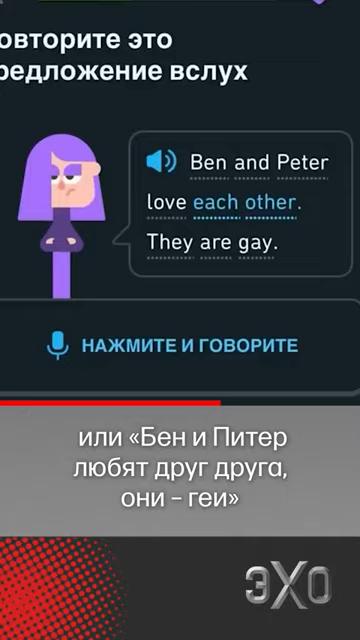 овторите это
редложение вслух
Ben and Peter
love each other.
They are gay.
НАЖМИТЕ И ГОВОРИТЕ
или «Бен и Питер
любят друг друга,
они – геи»
ЭХО